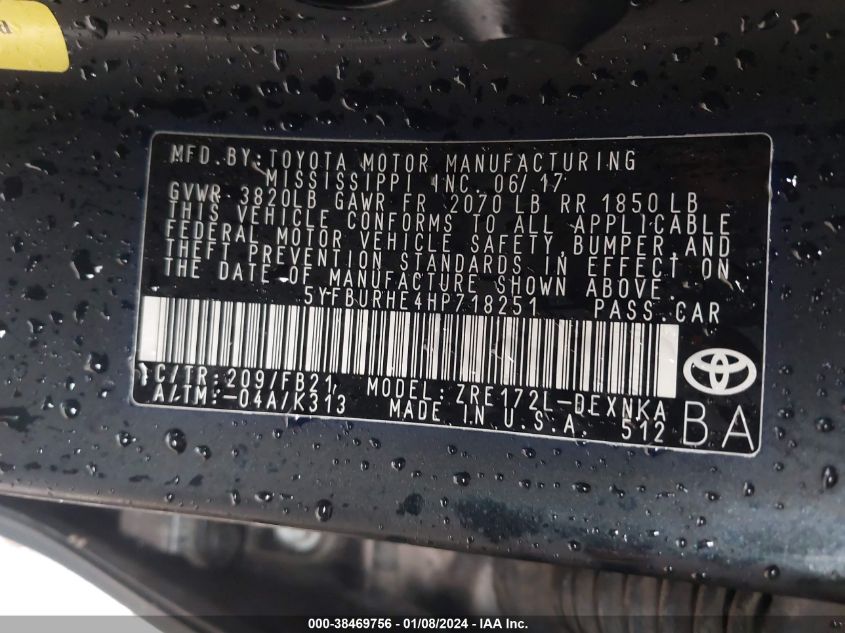 MFD. BY: TOYOTA MOTOR MANUFACTURING
MISSISSIPPI INC. 06/17
GVWR 3820LB GAWR FR 2070 LB RR 1850 LB
THIS VEHICLE CONFORMS TO ALL APPLICABLE
FEDERAL MOTOR VEHICLE SAFETY, BUMPER, AND
THEFT PREVENTION STANDARDS IN EFFECT ON
THE DATE OF MANUFACTURE SHOWN ABOVE.
5YFBURHE4HP718251 PASS. CAR
C/TR: 209/FB21 MODEL: ZRE172L-DEXNKA
A/TM: -04A/K313 MADE IN U.S.A. 512 BA
000-38469756 - 01/08/2024 - IAA Inc.